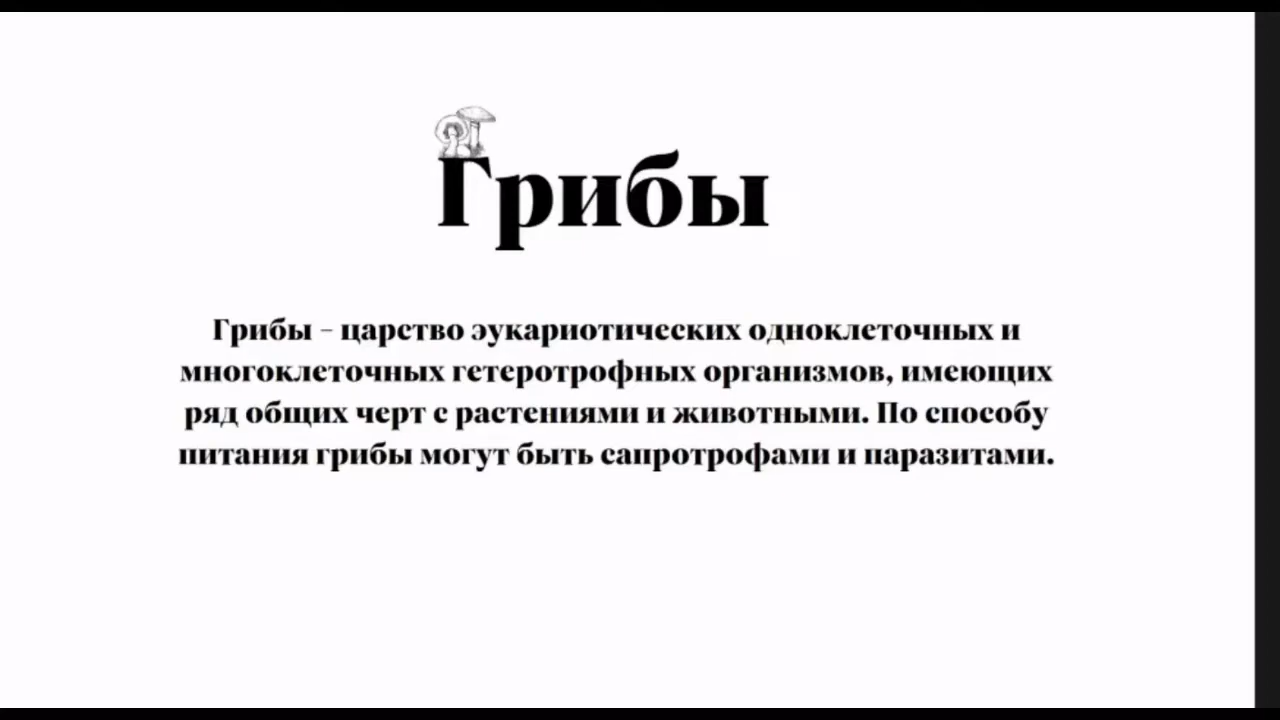 Грибы
Грибы – царство эукариотических одноклеточных и
многоклеточных гетеротрофных организмов, имеющих
ряд общих черт с растениями и животными. По способу
питания грибы могут быть сапротрофами и паразитами.